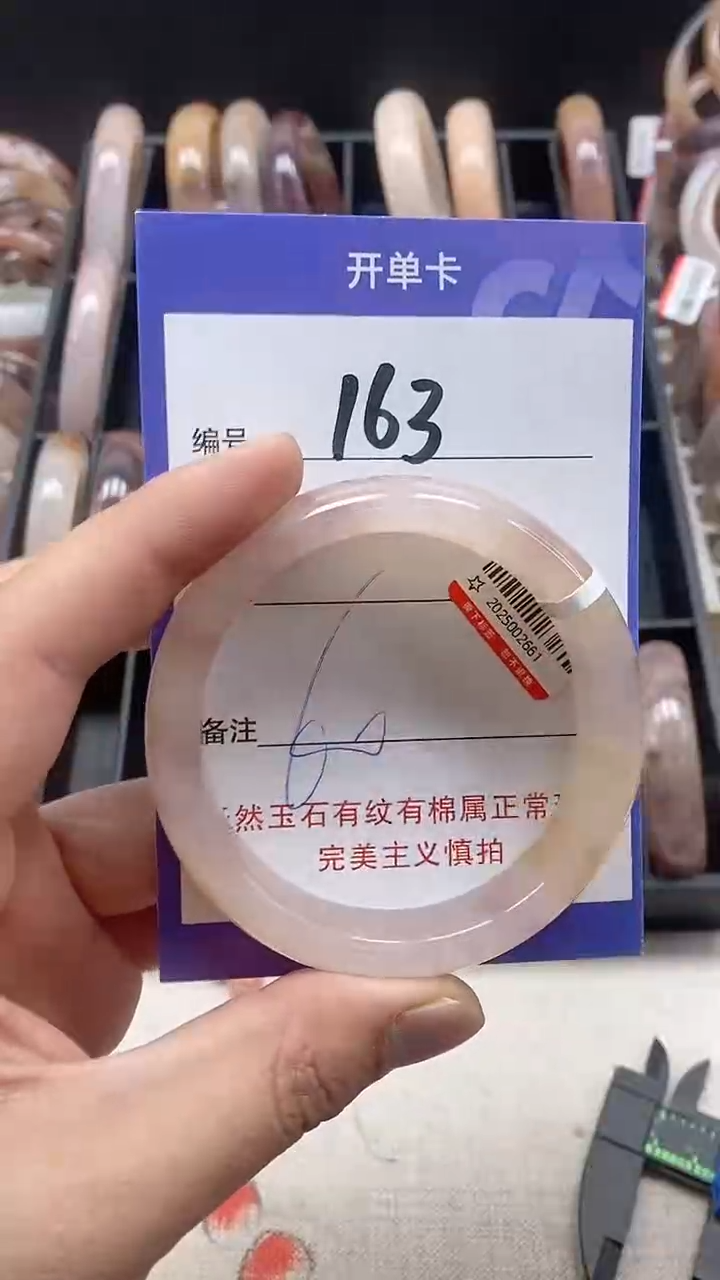 开单卡
编号 163
2025002661
备注
然玉石有纹有棉属正常
完美主义慎拍